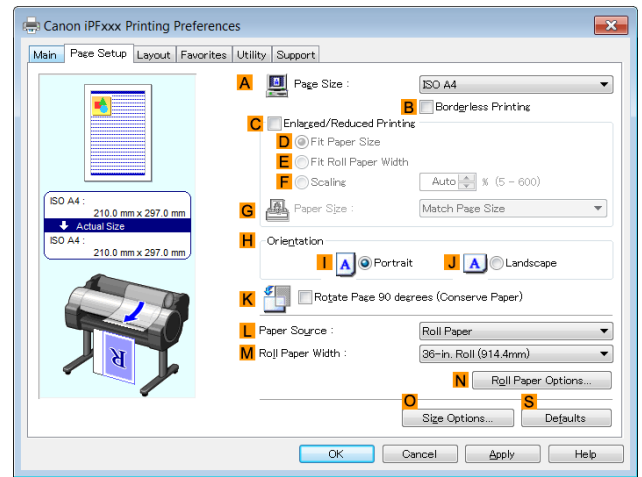 Canon iPFxxx Printing Preferences
Main Page Setup Layout Favorites Utility Support
A Page Size : ISO A4
B Borderless Printing
C Enlarged/Reduced Printing
D Fit Paper Size
E Fit Roll Paper Width
F Scaling Auto % (5 - 600)
G Paper Size : Match Page Size
ISO A4 :
210.0 mm x 297.0 mm
Actual Size
ISO A4 :
210.0 mm x 297.0 mm
H Orientation
I A Portrait J A Landscape
K Rotate Page 90 degrees (Conserve Paper)
L Paper Source : Roll Paper
M Roll Paper Width : 36-in. Roll (914.4mm)
N Roll Paper Options...
O Size Options... S Defaults
R
OK Cancel Apply Help